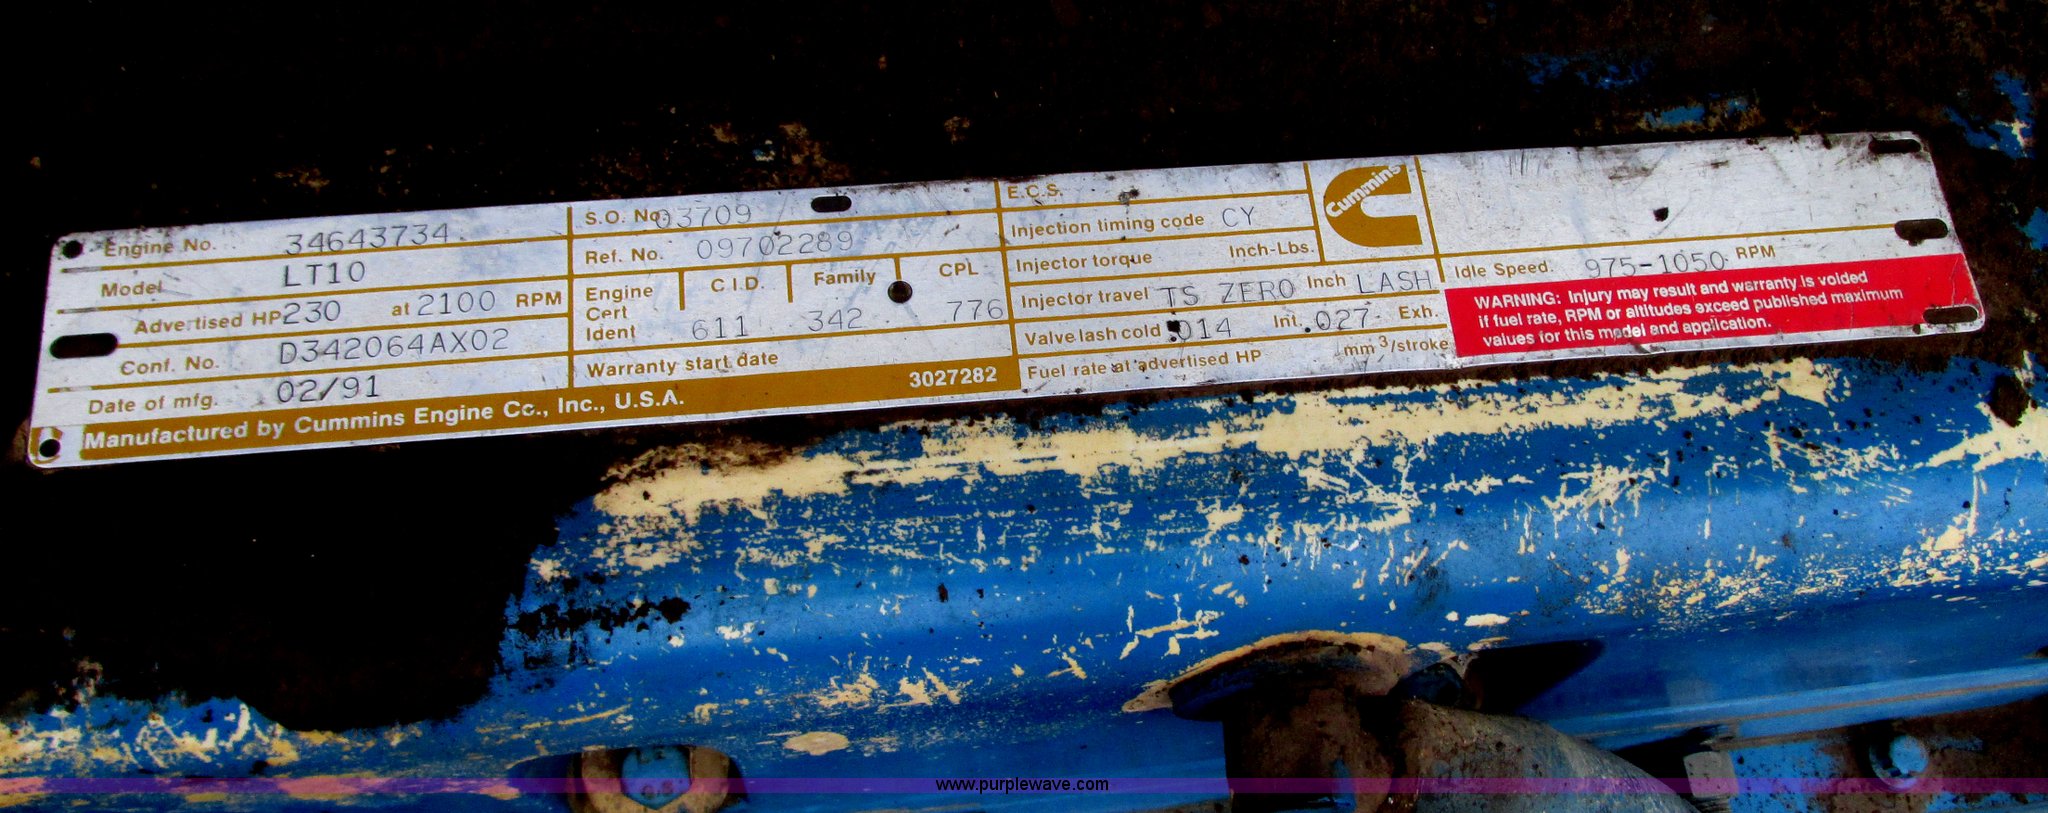 Engine No. 34643734
Model LT10
Advertised HP 230 at 2100 RPM
Conf. No. D342064AX02
Date of mfg. 02/91
Manufactured by Cummins Engine Co., Inc., U.S.A. 3027282
S.O. No. 03709
Ref. No. 09702289
Engine Cert Ident
C.I.D. 611
Family 342
CPL 776
Warranty start date
E.C.S.
Injection timing code CY
Injector torque Inch-Lbs.
Injector travel TS ZERO Inch LASH
Valve lash cold .014 Int. .027 Exh.
Fuel rate at advertised HP mm³/stroke
Cummins
Idle Speed. 975-1050 RPM
WARNING: Injury may result and warranty is voided
if fuel rate, RPM or altitudes exceed published maximum
values for this model and application.
www.purplewave.com